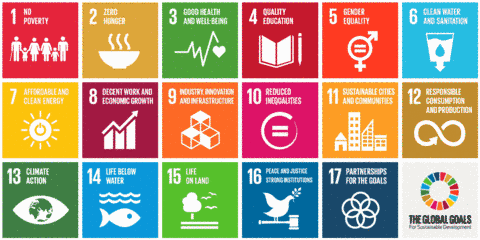 1 NO
POVERTY
2 ZERO
HUNGER
3 GOOD HEALTH
AND WELL-BEING
4 QUALITY
EDUCATION
5 GENDER
EQUALITY
6 CLEAN WATER
AND SANITATION
7 AFFORDABLE AND
CLEAN ENERGY
8 DECENT WORK AND
ECONOMIC GROWTH
9 INDUSTRY, INNOVATION
AND INFRASTRUCTURE
10 REDUCED
INEQUALITIES
11 SUSTAINABLE CITIES
AND COMMUNITIES
12 RESPONSIBLE
CONSUMPTION
AND PRODUCTION
13 CLIMATE
ACTION
14 LIFE BELOW
WATER
15 LIFE
ON LAND
16 PEACE AND JUSTICE
STRONG INSTITUTIONS
17 PARTNERSHIPS
FOR THE GOALS
THE GLOBAL GOALS
For Sustainable Development